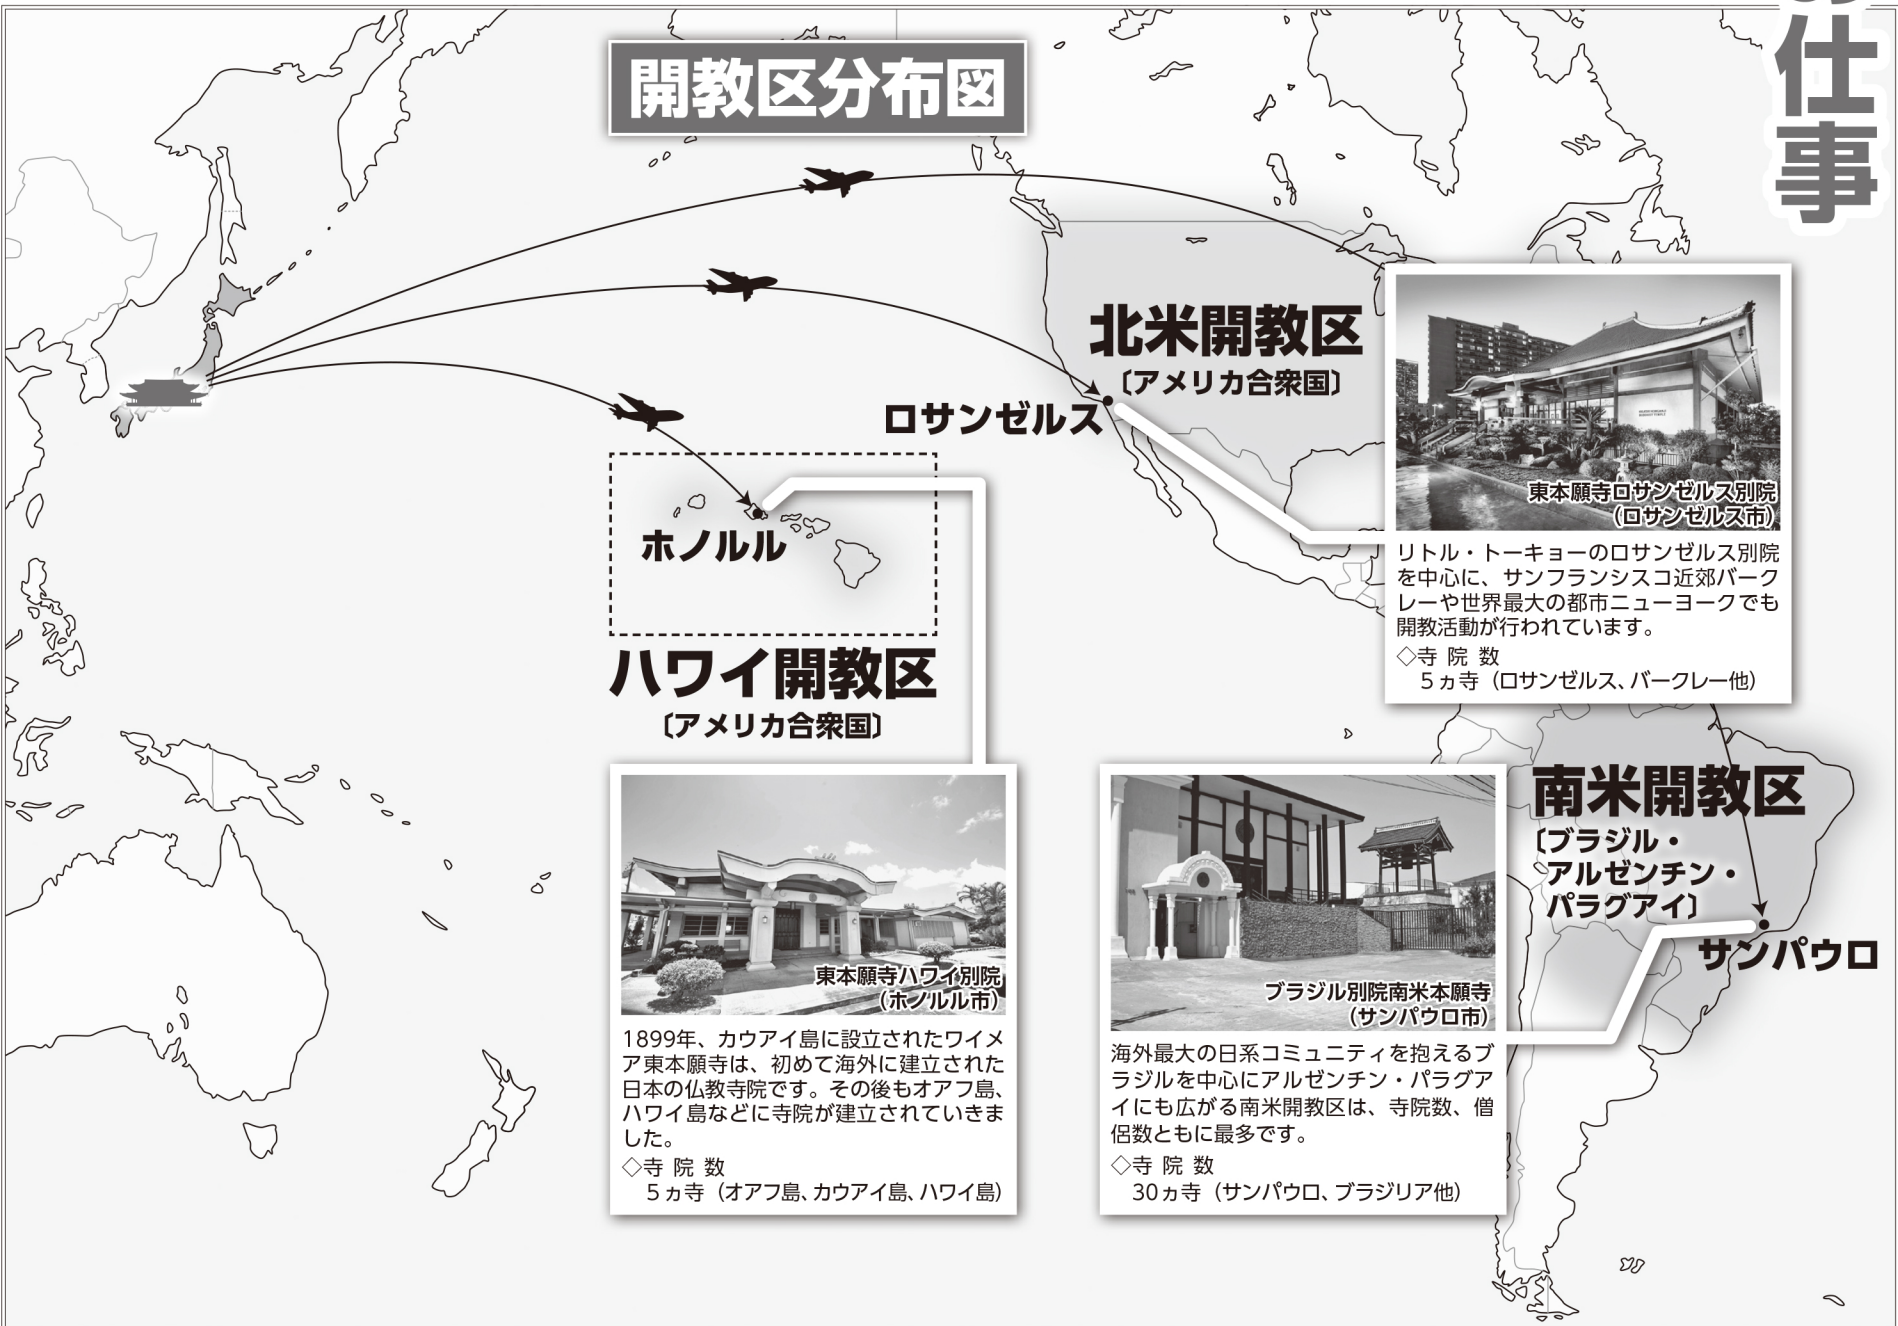 仕事
開教区分布図
北米開教区
〔アメリカ合衆国〕
ロサンゼルス
東本願寺ロサンゼルス別院
（ロサンゼルス市）
リトル・トーキョーのロサンゼルス別院
を中心に、サンフランシスコ近郊バーク
レーや世界最大の都市ニューヨークでも
開教活動が行われています。
◇寺院数
５ヵ寺（ロサンゼルス、バークレー他）
ホノルル
ハワイ開教区
〔アメリカ合衆国〕
東本願寺ハワイ別院
（ホノルル市）
1899年、カウアイ島に設立されたワイメ
ア東本願寺は、初めて海外に建立された
日本の仏教寺院です。その後もオアフ島、
ハワイ島などに寺院が建立されていきま
した。
◇寺院数
５ヵ寺（オアフ島、カウアイ島、ハワイ島）
南米開教区
〔ブラジル・
アルゼンチン・
パラグアイ〕
サンパウロ
ブラジル別院南米本願寺
（サンパウロ市）
海外最大の日系コミュニティを抱えるブ
ラジルを中心にアルゼンチン・パラグア
イにも広がる南米開教区は、寺院数、僧
侶数ともに最多です。
◇寺院数
30ヵ寺（サンパウロ、ブラジリア他）